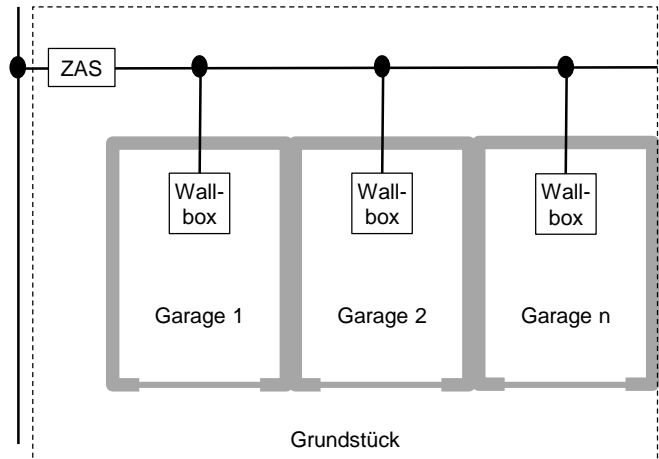 ZAS
Wall-
box
Wall-
box
Wall-
box
Garage 1
Garage 2
Garage n
Grundstück